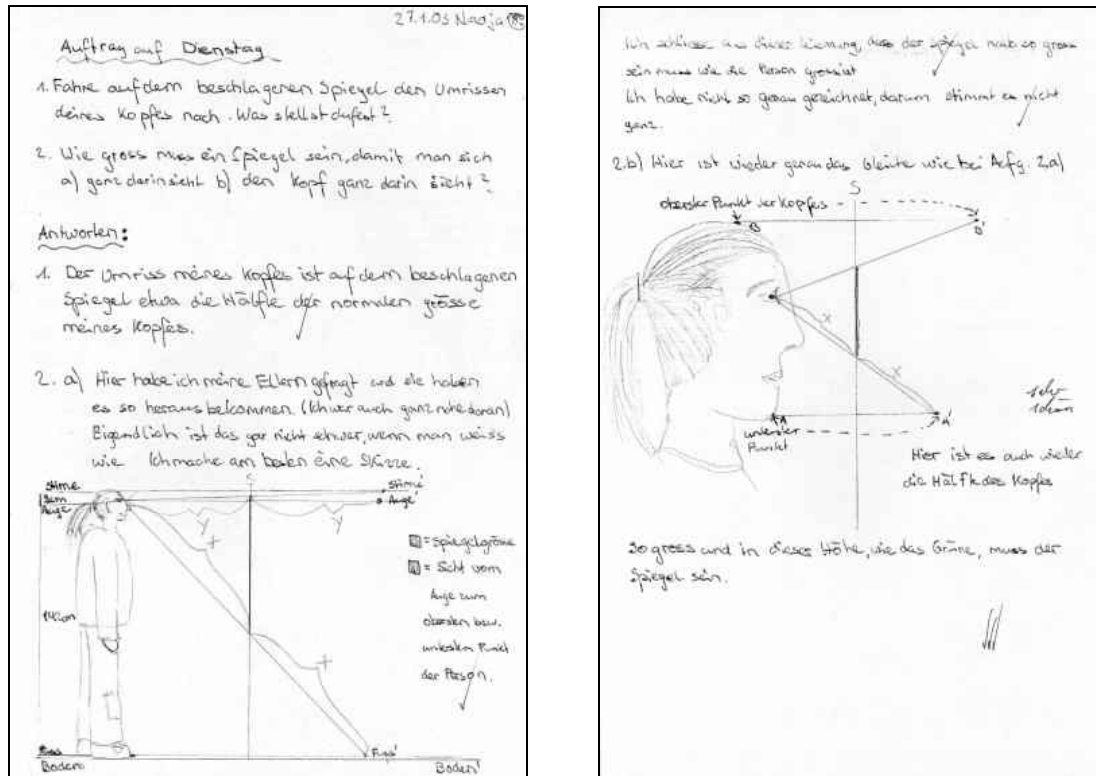 27.1.03 Nadja
Auftrag auf Dienstag
1. Fahre auf dem beschlagenen Spiegel den Umrissen
deines Kopfes nach. Was stellst du fest?
2. Wie gross muss ein Spiegel sein, damit man sich
a) ganz darin sieht b) den Kopf ganz darin sieht?
Antworten:
1. Der Umriss meines Kopfes ist auf dem beschlagenen
Spiegel etwa die Hälfte der normalen grösse
meines Kopfes.
2. a) Hier habe ich meine Eltern gefragt und sie haben
es so herausbekommen. (Ich war auch ganz nahe daran)
Eigendlich ist das gar nicht schwer, wenn man weiss
wie. Ich mache am besten eine Skizze.
S
Stirne
Stirne'
Auge
Auge'
y
y
x
x
= Spiegelgrösse
= Sicht vom
Auge zum
obersten bzw.
untersten Punkt
der Person.
Fuss'
Boden
Boden'
Ich schliesse aus dieser Zeichnung, dass der Spiegel halb so gross
sein muss wie die Person gross ist
Ich habe nicht so genau gezeichnet, darum stimmt es nicht
ganz.
2.b) Hier ist wieder genau das Gleiche wie bei Aufg. 2.a)
S
oberster Punkt der Kopfes
B
B'
x
x
A
A'
unterster
Punkt
sehr
schön
Hier ist es auch wieder
die Hälfte des Kopfes
So gross und in dieser Höhe, wie das Grüne, muss der
Spiegel sein.